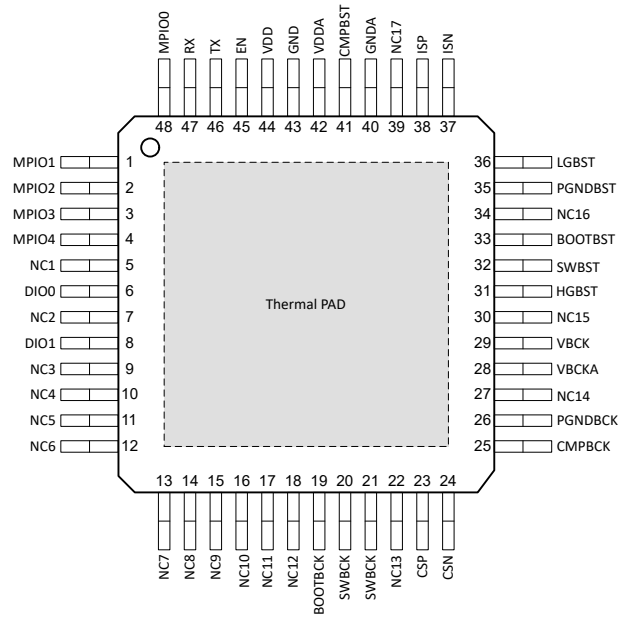 MPIO0 RX TX EN VDD GND VDDA CMPBST GNDA NC17 ISP ISN
48 47 46 45 44 43 42 41 40 39 38 37
MPIO1 1 36 LGBST
MPIO2 2 35 PGNDBST
MPIO3 3 34 NC16
MPIO4 4 33 BOOTBST
NC1 5 32 SWBST
DIO0 6 31 HGBST
Thermal PAD
NC2 7 30 NC15
DIO1 8 29 VBCK
NC3 9 28 VBCKA
NC4 10 27 NC14
NC5 11 26 PGNDBCK
NC6 12 25 CMPBCK
13 14 15 16 17 18 19 20 21 22 23 24
NC7 NC8 NC9 NC10 NC11 NC12 BOOTBCK SWBCK SWBCK NC13 CSP CSN